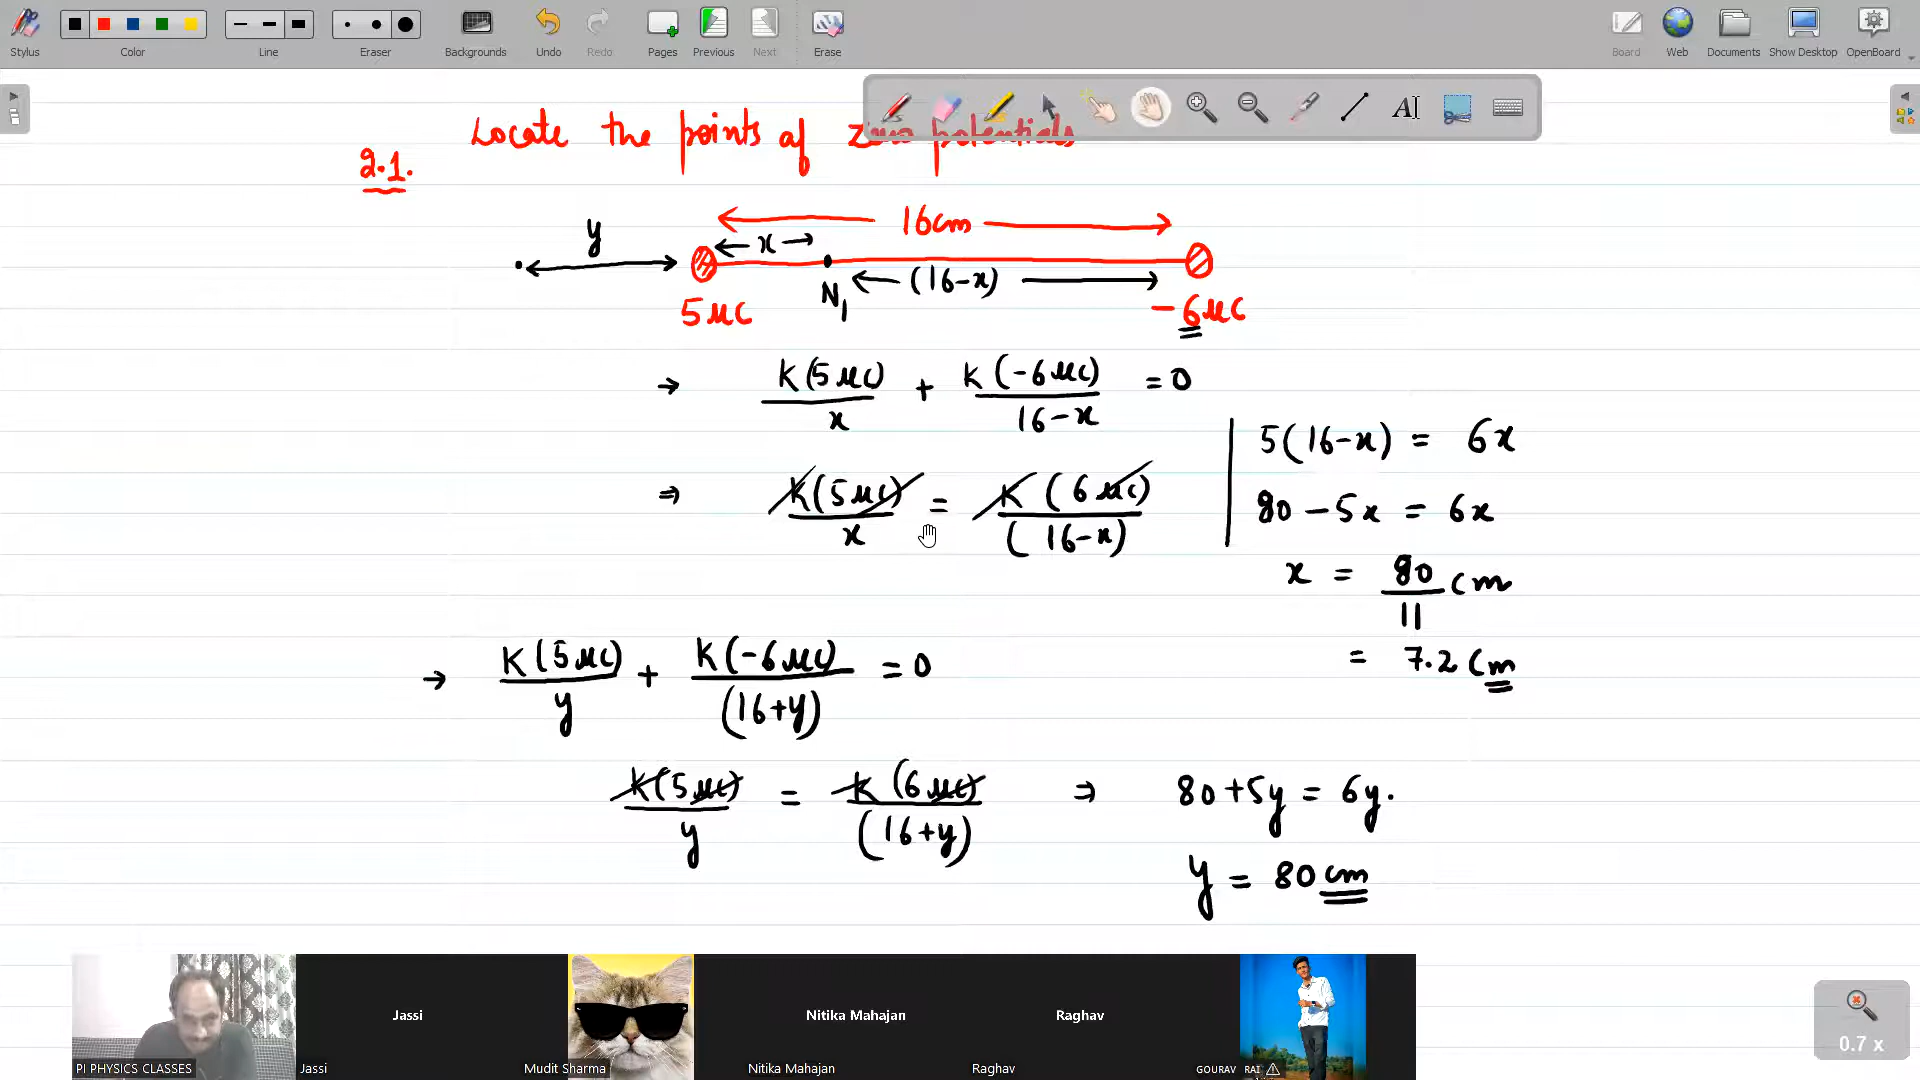 Stylus Color Line Eraser Backgrounds Undo Redo Pages Previous Next Erase Board Web Documents Show Desktop OpenBoard
Locate the points of zero potentials
2.1.
16cm
y x
N1 (16-x)
5μC -6μC
→ K(5μC)/x + K(-6μC)/16-x = 0
⇒ K(5μC)/x = K(6μC)/(16-x)
5(16-x) = 6x
80 - 5x = 6x
x = 80/11 cm
= 7.2 cm
→ K(5μC)/y + K(-6μC)/(16+y) = 0
K(5μC)/y = K(6μC)/(16+y) ⇒ 80+5y = 6y.
y = 80cm
Jassi Nitika Mahajan Raghav
PI PHYSICS CLASSES Jassi Mudit Sharma Nitika Mahajan Raghav GOURAV RAI
0.7 x